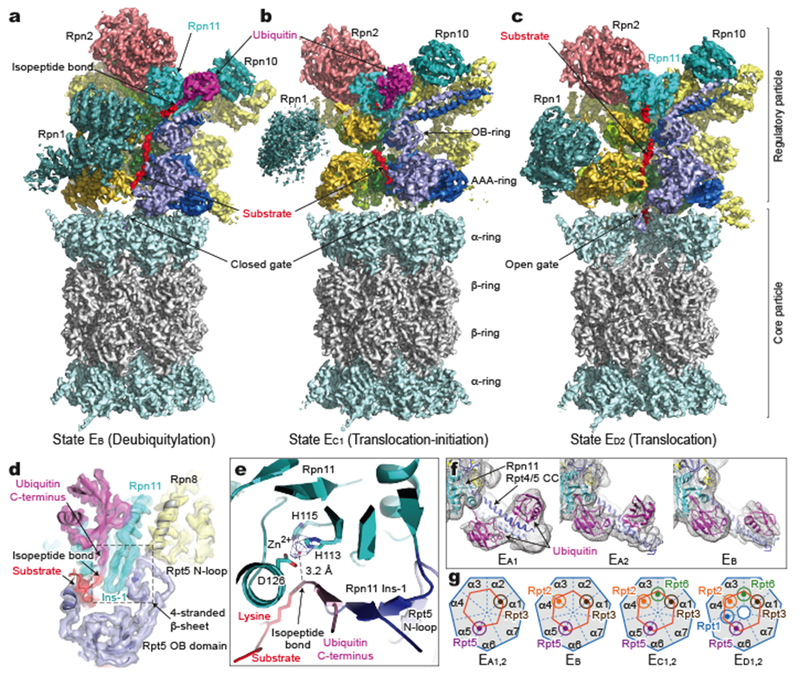 a
Rpn2
Rpn11
Isopeptide bond
Rpn10
Rpn1
b
Ubiquitin
Rpn2
Rpn10
Rpn1
OB-ring
AAA-ring
Substrate
Closed gate
α-ring
β-ring
β-ring
α-ring
c
Substrate
Rpn2
Rpn11
Rpn10
Rpn1
Open gate
Regulatory particle
Core particle
State EB (Deubiquitylation)
State EC1 (Translocation-initiation)
State ED2 (Translocation)
d
Ubiquitin
C-terminus
Rpn11
Rpn8
Isopeptide bond
Substrate
Ins-1
Rpt5 N-loop
4-stranded
β-sheet
Rpt5 OB domain
e
Rpn11
H115
Zn2+
H113
D126
3.2 Å
Rpn11 Ins-1
Lysine
Rpt5
N-loop
Isopeptide
bond
Ubiquitin
C-terminus
Substrate
f
Rpn11
Rpt4/5 CC
Ubiquitin
EA1
EA2
EB
g
α3 α2
α4 α1
Rpt3
α5 α7
Rpt5 α6
EA1,2
α3 α2
Rpt2
α4 α1
Rpt3
α5 α7
Rpt5 α6
EB
α3 Rpt6
Rpt2 α2
α4 α1
Rpt3
α5 α7
Rpt5 α6
EC1,2
α3 Rpt6
Rpt2 α2
α4 α1
Rpt1 Rpt3
α5 α7
Rpt5 α6
ED1,2